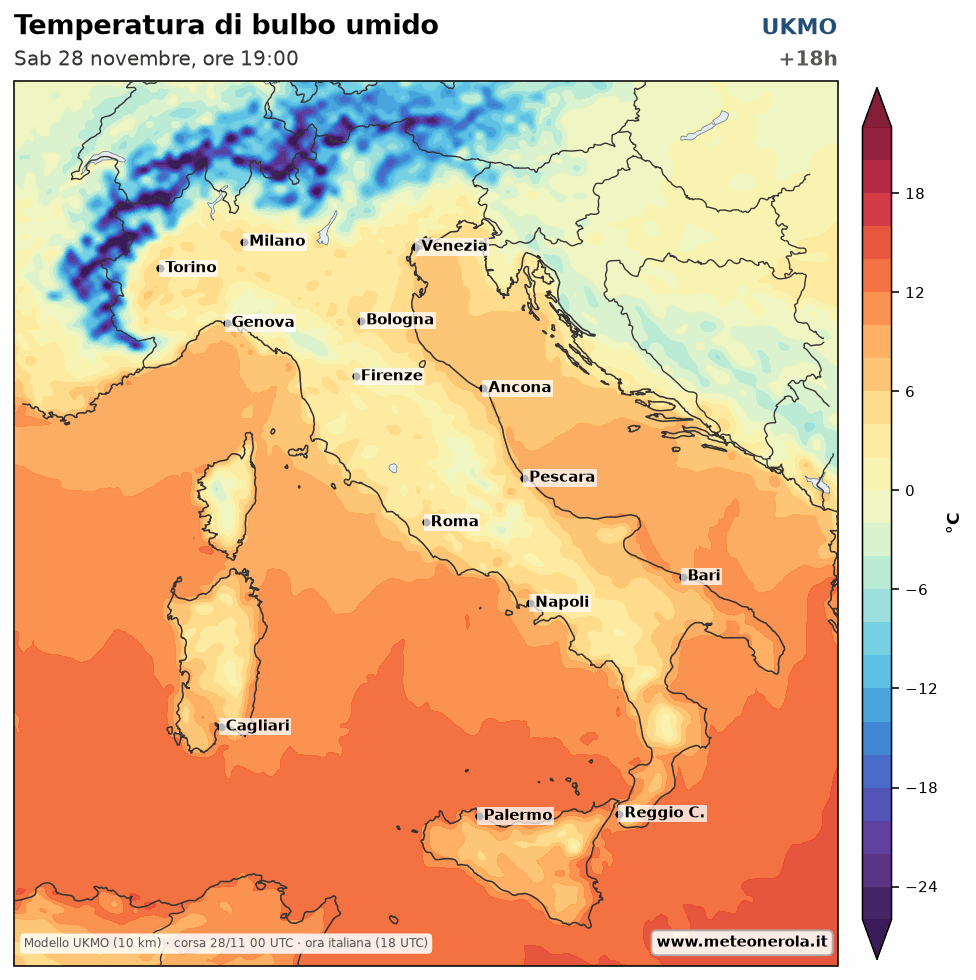 Temperatura di bulbo umido
UKMO
Sab 28 novembre, ore 19:00
+18h
Milano
Venezia
Torino
Genova
Bologna
Firenze
Ancona
Pescara
Roma
Bari
Napoli
Cagliari
Palermo
Reggio C.
18
12
6
0
−6
−12
−18
−24
°C
Modello UKMO (10 km) · corsa 28/11 00 UTC · ora italiana (18 UTC)
www.meteonerola.it